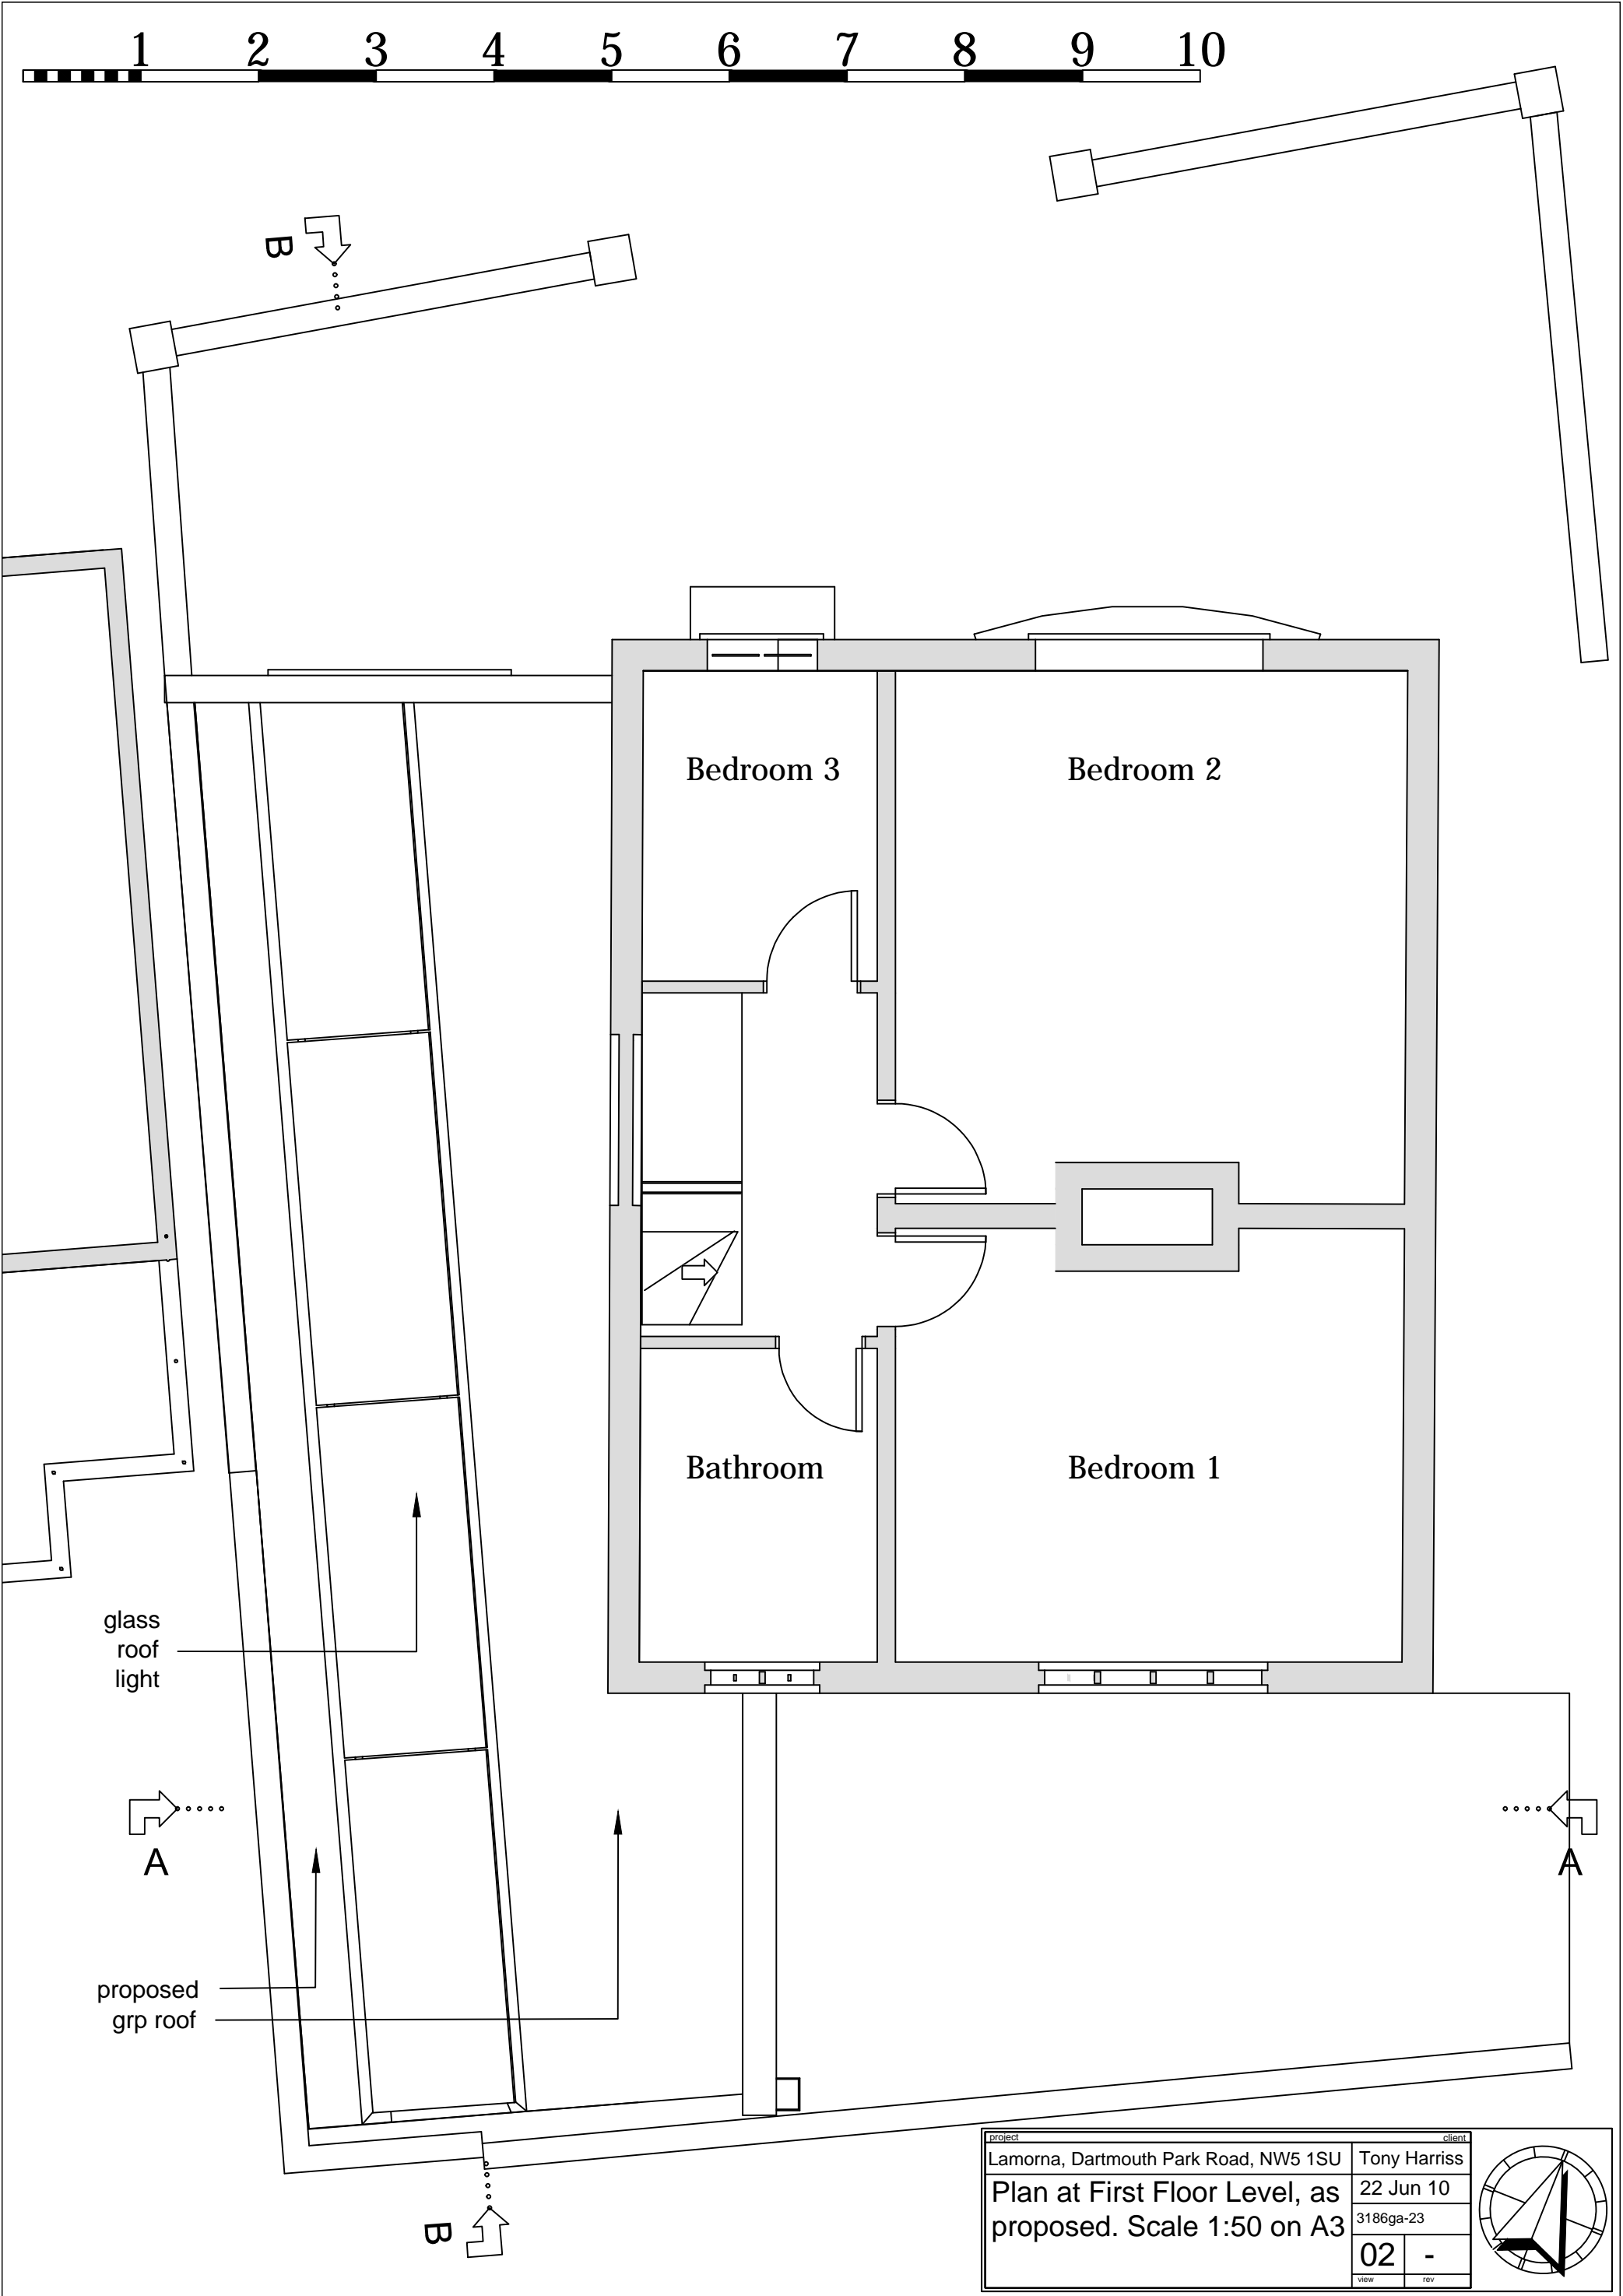 1 2 3 4 5 6 7 8 9 10
B
Bedroom 3
Bedroom 2
Bathroom
Bedroom 1
glass
roof
light
A
A
proposed
grp roof
B
project
client
Lamorna, Dartmouth Park Road, NW5 1SU
Tony Harriss
Plan at First Floor Level, as
proposed. Scale 1:50 on A3
22 Jun 10
3186ga-23
02
-
view
rev